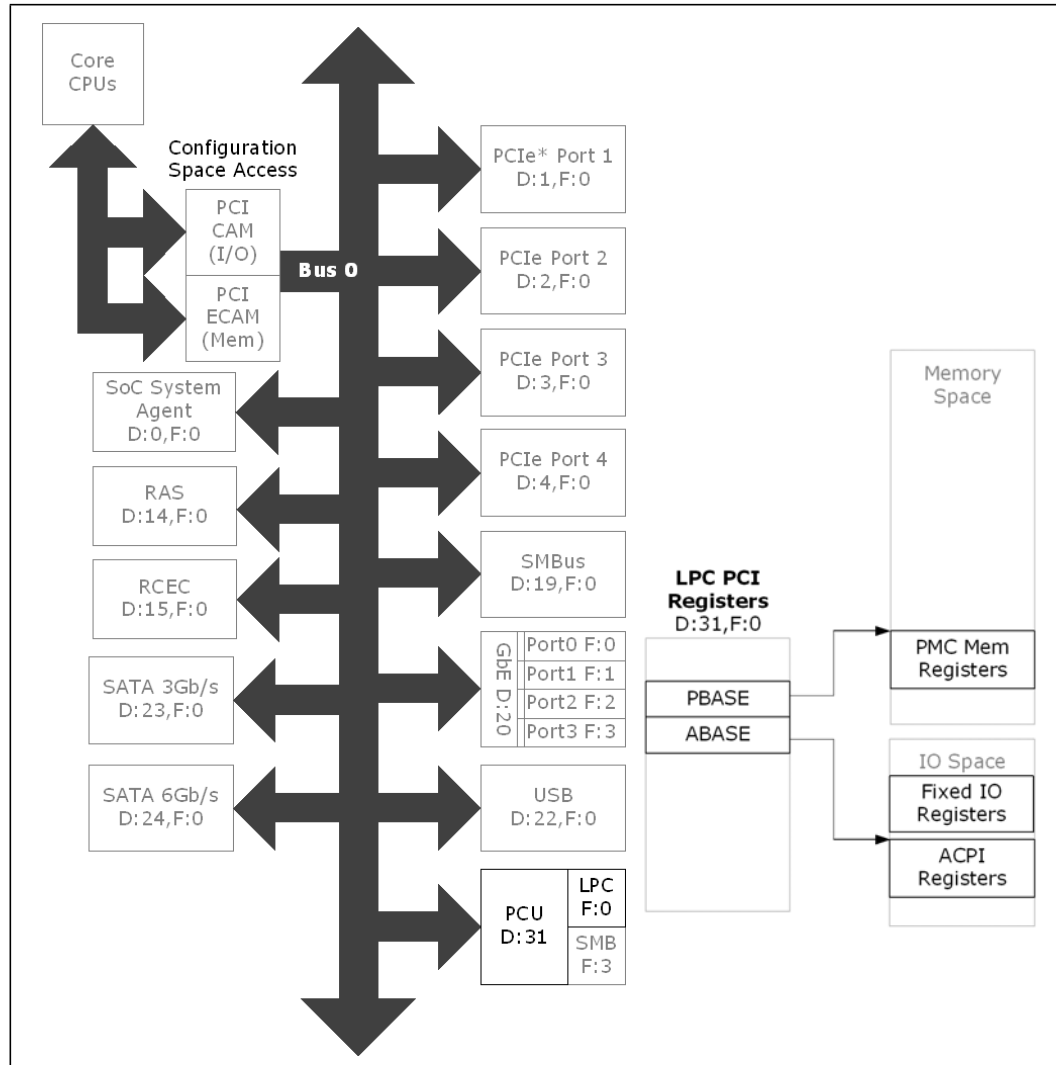 Core
CPUs
Configuration
Space Access
PCI
CAM
(I/O)
PCI
ECAM
(Mem)
Bus 0
SoC System
Agent
D:0,F:0
RAS
D:14,F:0
RCEC
D:15,F:0
SATA 3Gb/s
D:23,F:0
SATA 6Gb/s
D:24,F:0
PCIe* Port 1
D:1,F:0
PCIe Port 2
D:2,F:0
PCIe Port 3
D:3,F:0
PCIe Port 4
D:4,F:0
SMBus
D:19,F:0
GbE D:20
Port0 F:0
Port1 F:1
Port2 F:2
Port3 F:3
USB
D:22,F:0
PCU
D:31
LPC
F:0
SMB
F:3
LPC PCI
Registers
D:31,F:0
PBASE
ABASE
Memory
Space
PMC Mem
Registers
IO Space
Fixed IO
Registers
ACPI
Registers